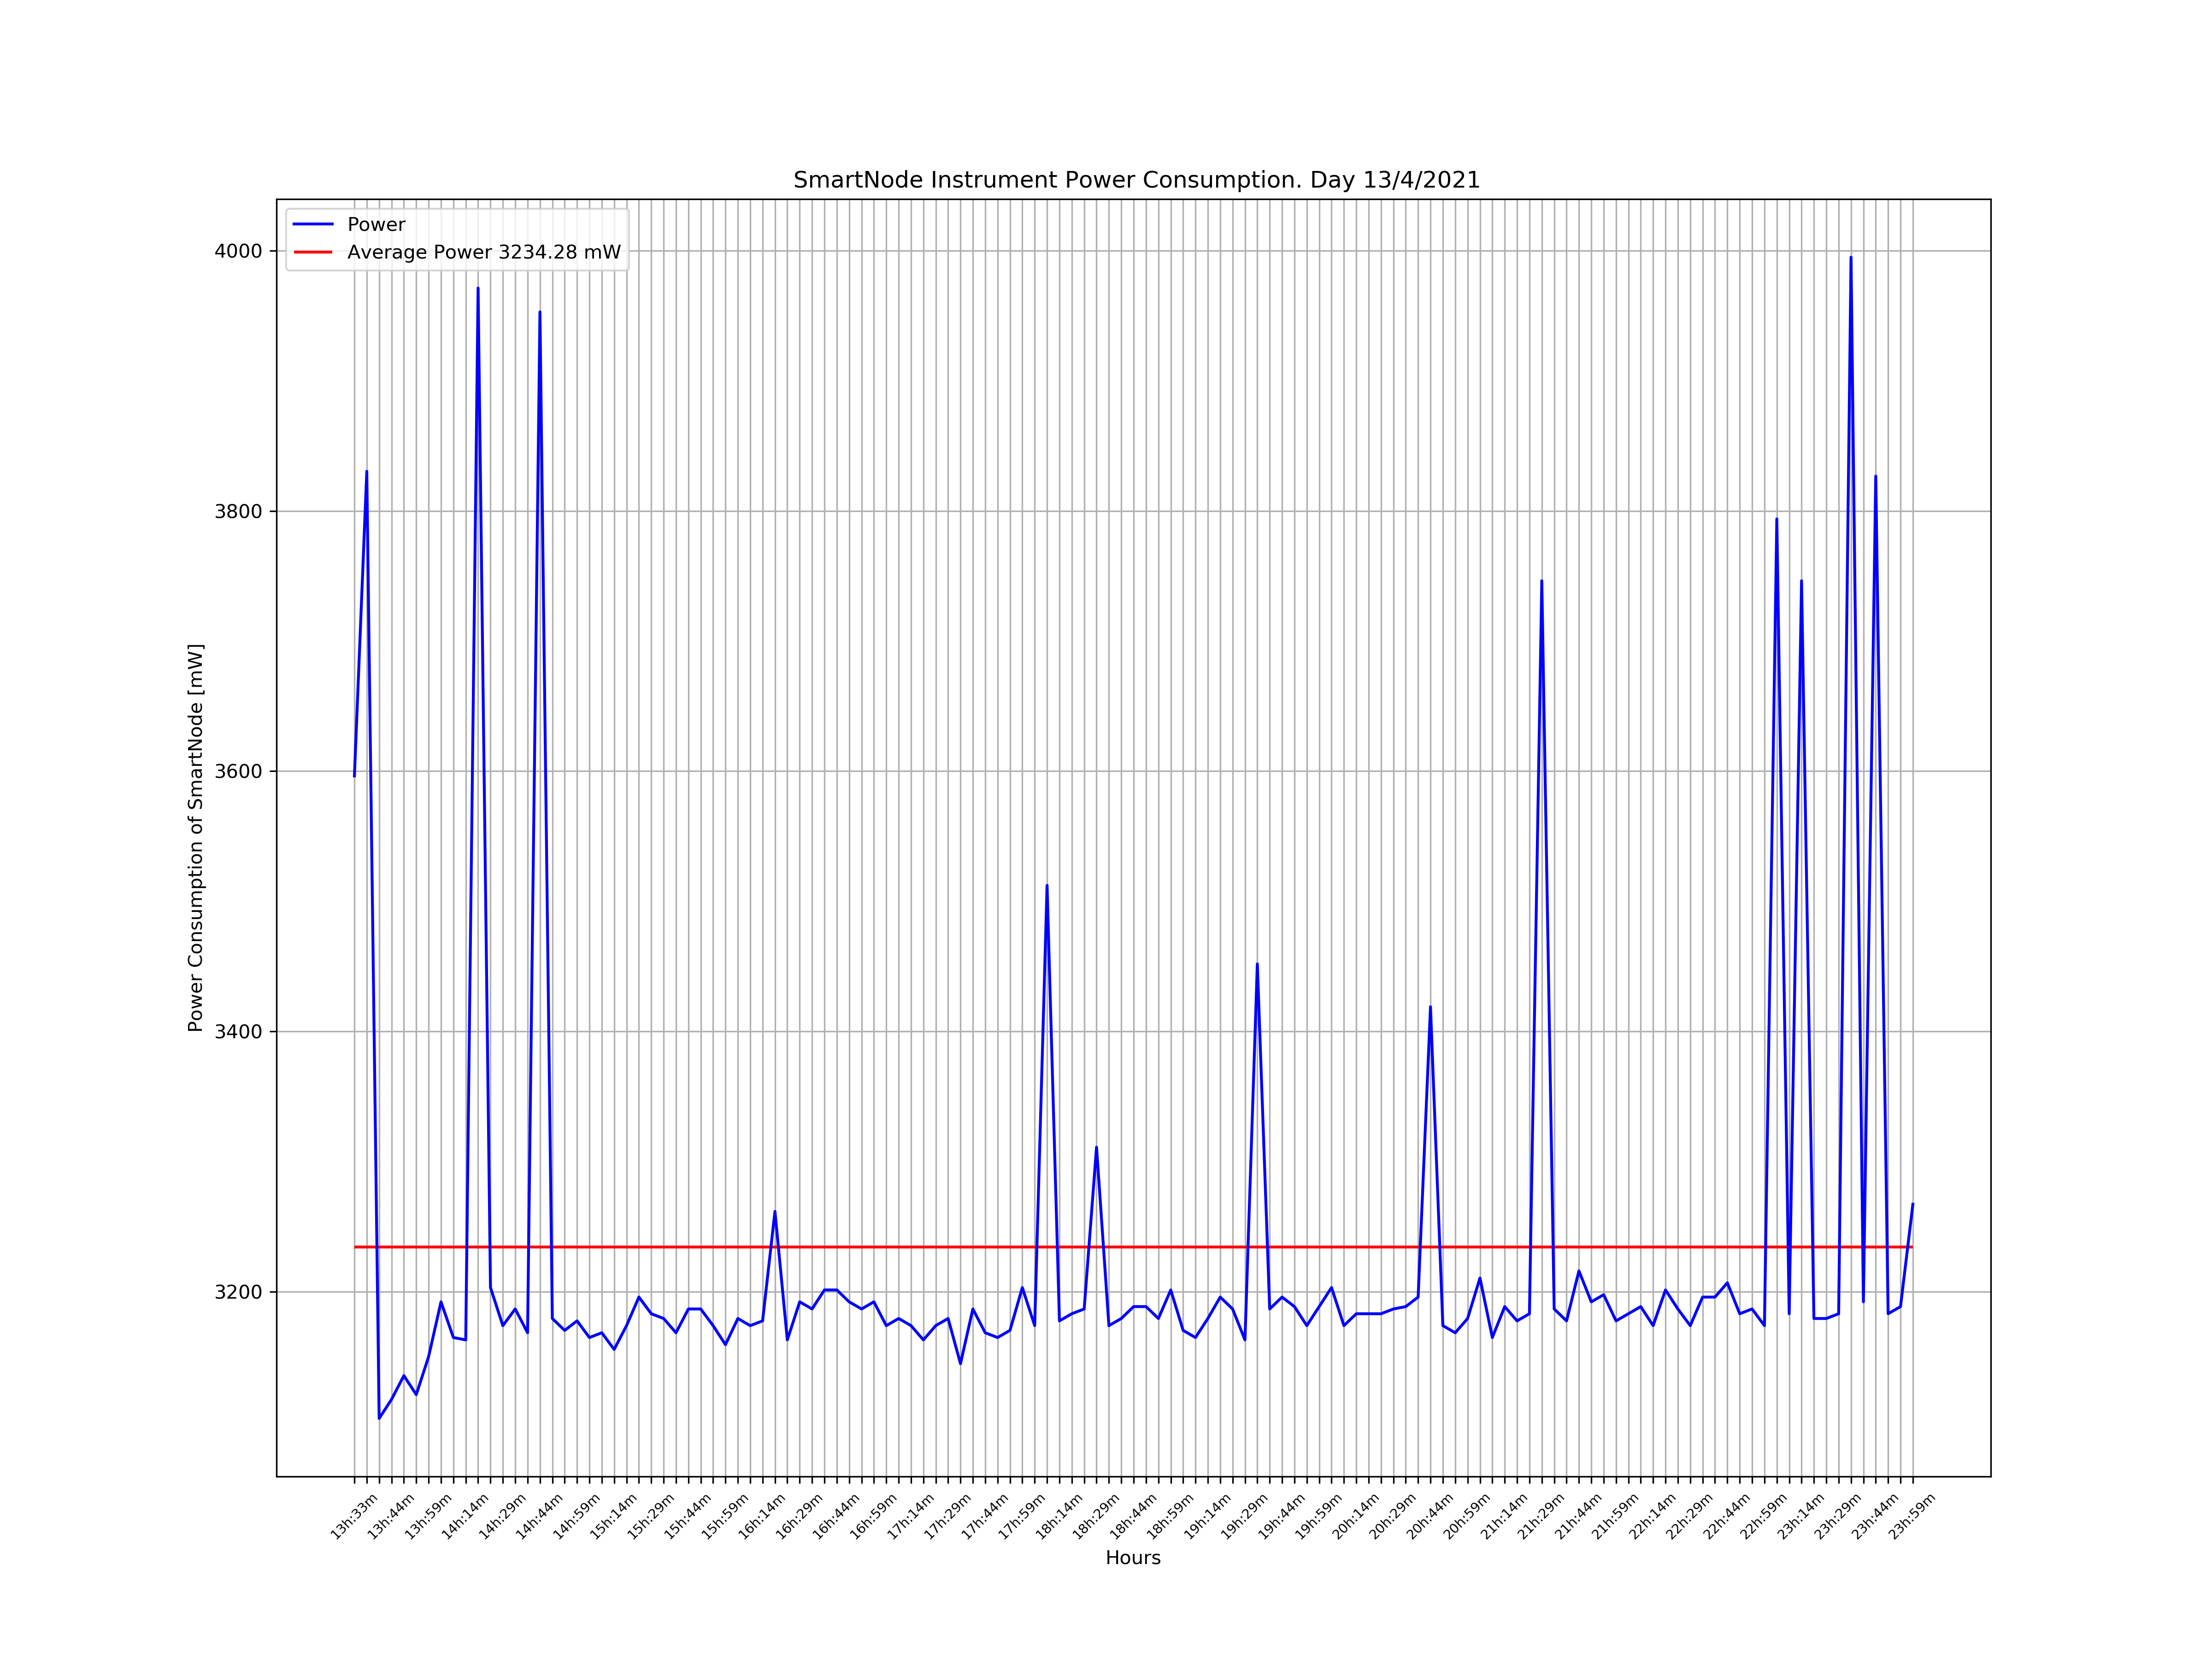 SmartNode Instrument Power Consumption. Day 13/4/2021
Power
Average Power 3234.28 mW
4000
3800
3600
3400
3200
Power Consumption of SmartNode [mW]
13h:33m
13h:44m
13h:59m
14h:14m
14h:29m
14h:44m
14h:59m
15h:14m
15h:29m
15h:44m
15h:59m
16h:14m
16h:29m
16h:44m
16h:59m
17h:14m
17h:29m
17h:44m
17h:59m
18h:14m
18h:29m
18h:44m
18h:59m
19h:14m
19h:29m
19h:44m
19h:59m
20h:14m
20h:29m
20h:44m
20h:59m
21h:14m
21h:29m
21h:44m
21h:59m
22h:14m
22h:29m
22h:44m
22h:59m
23h:14m
23h:29m
23h:44m
23h:59m
Hours